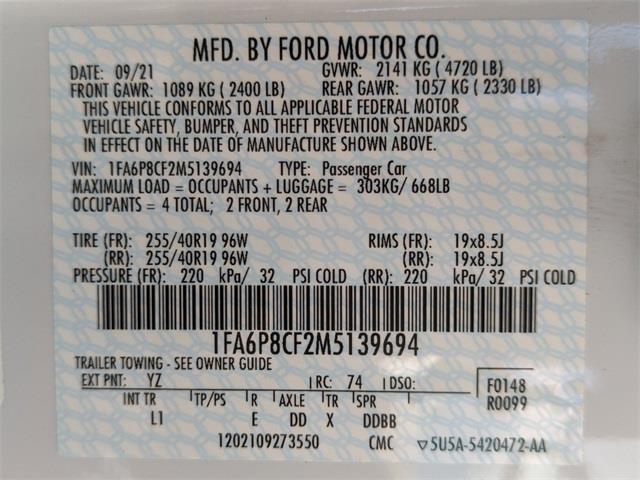 MFD. BY FORD MOTOR CO.
DATE: 09/21 GVWR: 2141 KG ( 4720 LB)
FRONT GAWR: 1089 KG ( 2400 LB) REAR GAWR: 1057 KG ( 2330 LB)
THIS VEHICLE CONFORMS TO ALL APPLICABLE FEDERAL MOTOR
VEHICLE SAFETY, BUMPER, AND THEFT PREVENTION STANDARDS
IN EFFECT ON THE DATE OF MANUFACTURE SHOWN ABOVE.
VIN: 1FA6P8CF2M5139694 TYPE: Passenger Car
MAXIMUM LOAD = OCCUPANTS + LUGGAGE = 303KG/ 668LB
OCCUPANTS = 4 TOTAL; 2 FRONT, 2 REAR
TIRE (FR): 255/40R19 96W RIMS (FR): 19x8.5J
(RR): 255/40R19 96W (RR): 19x8.5J
PRESSURE (FR): 220 kPa/ 32 PSI COLD (RR): 220 kPa/ 32 PSI COLD
1FA6P8CF2M5139694
TRAILER TOWING - SEE OWNER GUIDE
EXT PNT: YZ RC: 74 DSO: F0148
INT TR TP/PS R AXLE TR SPR R0099
L1 E DD X DDBB
1202109273550 CMC ▽5U5A-5420472-AA